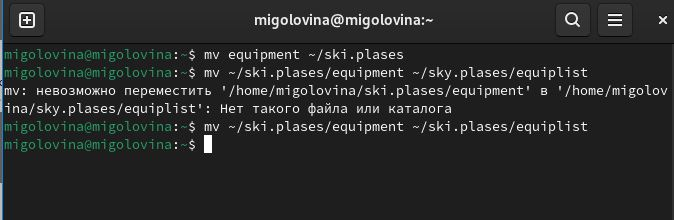 migolovina@migolovina:~
migolovina@migolovina:~$ mv equipment ~/ski.plases
migolovina@migolovina:~$ mv ~/ski.plases/equipment ~/sky.plases/equiplist
mv: невозможно переместить '/home/migolovina/ski.plases/equipment' в '/home/migolov
ina/sky.plases/equiplist': Нет такого файла или каталога
migolovina@migolovina:~$ mv ~/ski.plases/equipment ~/ski.plases/equiplist
migolovina@migolovina:~$